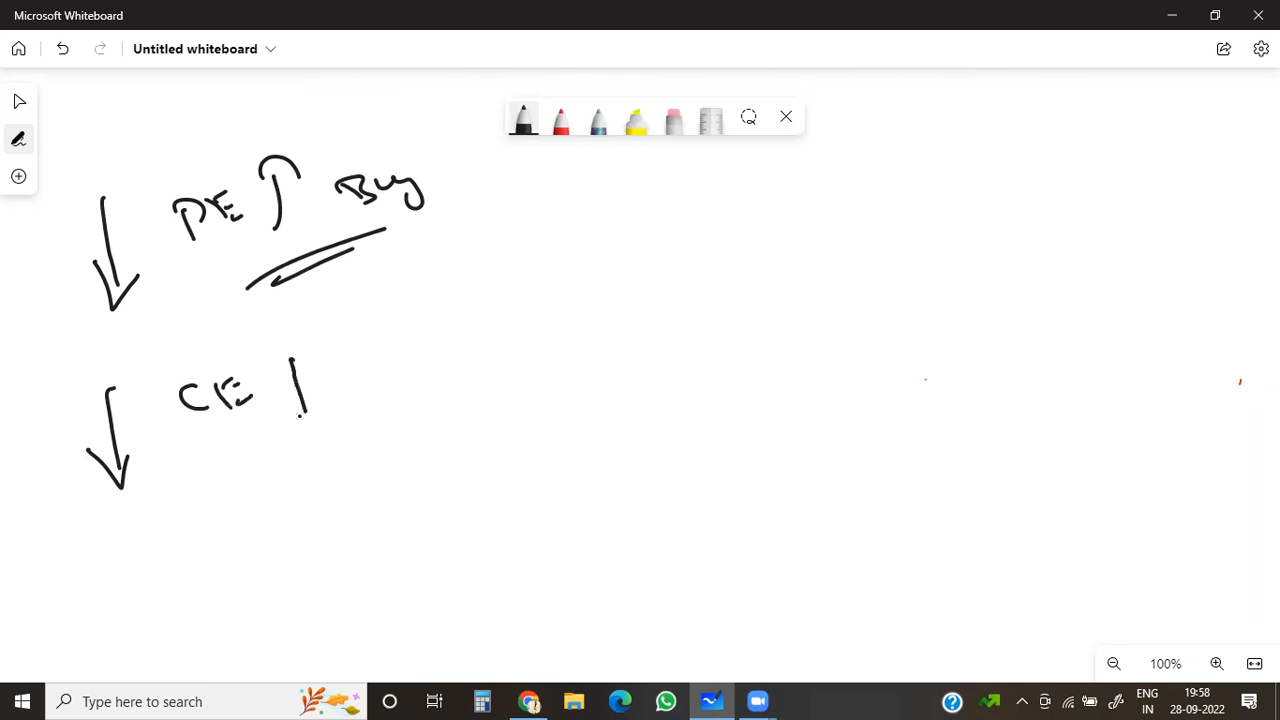 Microsoft Whiteboard
Untitled whiteboard
PE Buy
CE
100%
Type here to search
ENG
IN
19:58
28-09-2022